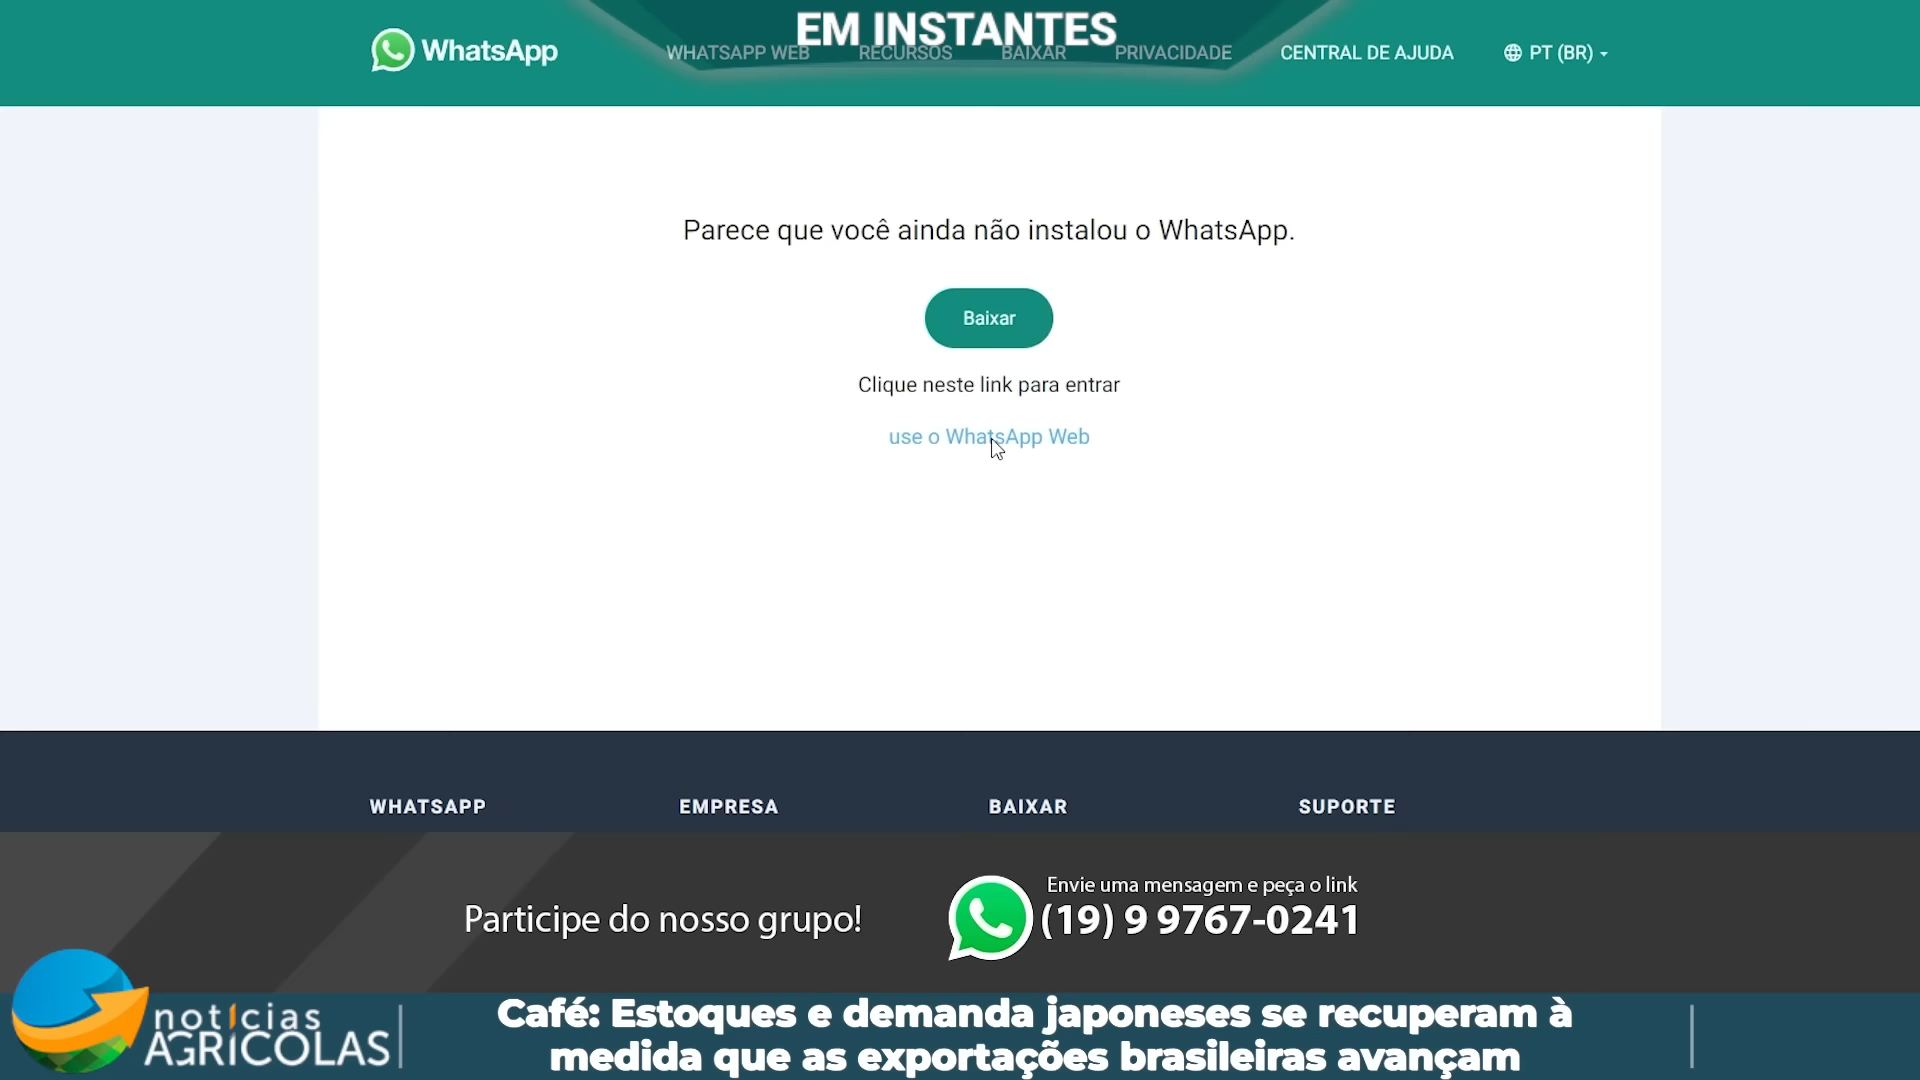 EM INSTANTES
WhatsApp
WHATSAPP WEB RECURSOS BAIXAR PRIVACIDADE CENTRAL DE AJUDA PT (BR)
Parece que você ainda não instalou o WhatsApp.
Baixar
Clique neste link para entrar
use o WhatsApp Web
WHATSAPP EMPRESA BAIXAR SUPORTE
Participe do nosso grupo!
Envie uma mensagem e peça o link
(19) 9 9767-0241
notícias
AGRÍCOLAS
Café: Estoques e demanda japoneses se recuperam à
medida que as exportações brasileiras avançam